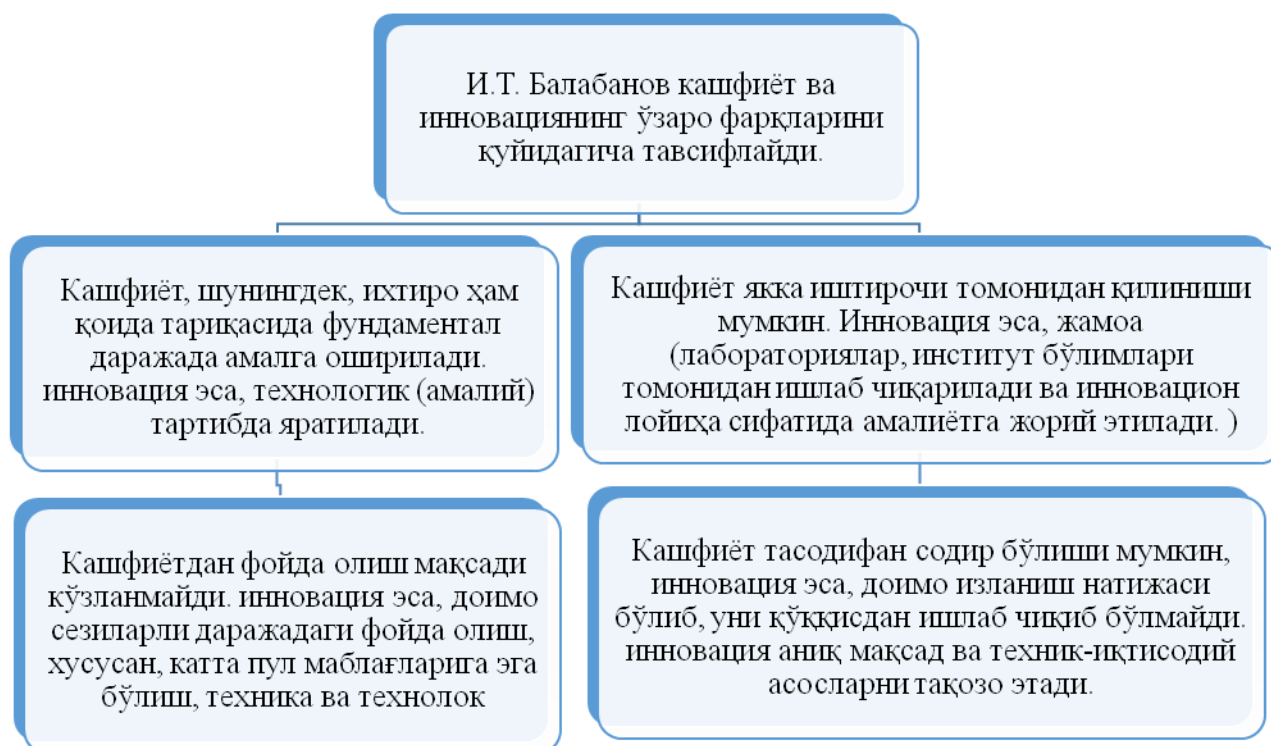 И.Т. Балабанов кашфиёт ва
инновациянинг ўзаро фарқларини
қуйидагича тавсифлайди.
Кашфиёт, шунингдек, ихтиро ҳам
қоида тариқасида фундаментал
даражада амалга оширилади.
инновация эса, технологик (амалий)
тартибда яратилади.
Кашфиёт якка иштирочи томонидан қилиниши
мумкин. Инновация эса, жамоа
(лабораториялар, институт бўлимлари
томонидан ишлаб чиқарилади ва инновацион
лойиҳа сифатида амалиётга жорий этилади. )
Кашфиётдан фойда олиш мақсади
кўзланмайди. инновация эса, доимо
сезиларли даражадаги фойда олиш,
хусусан, катта пул маблағларига эга
бўлиш, техника ва технолок
Кашфиёт тасодифан содир бўлиши мумкин,
инновация эса, доимо изланиш натижаси
бўлиб, уни қўққисдан ишлаб чиқиб бўлмайди.
инновация аниқ мақсад ва техник-иқтисодий
асосларни тақозо этади.